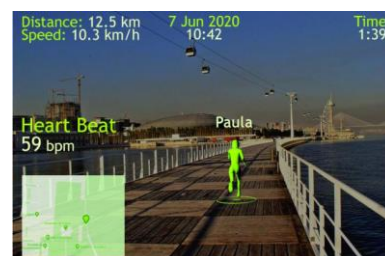 Distance: 12.5 km
Speed: 10.3 km/h
7 Jun 2020
10:42
Time
1:39
Heart Beat
59 bpm
Paula